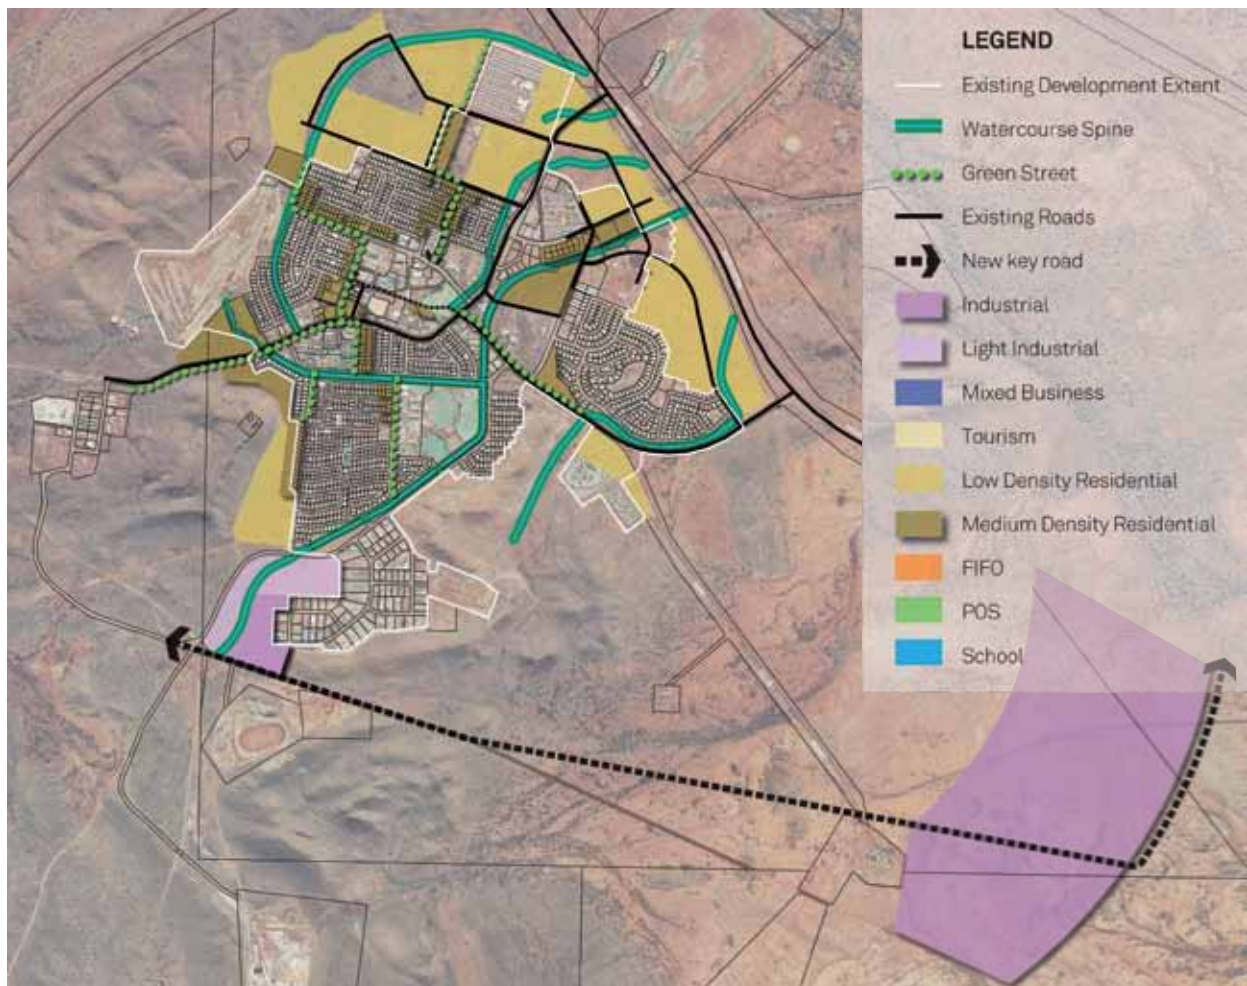 LEGEND
Existing Development Extent
Watercourse Spine
Green Street
Existing Roads
New key road
Industrial
Light Industrial
Mixed Business
Tourism
Low Density Residential
Medium Density Residential
FIFO
POS
School